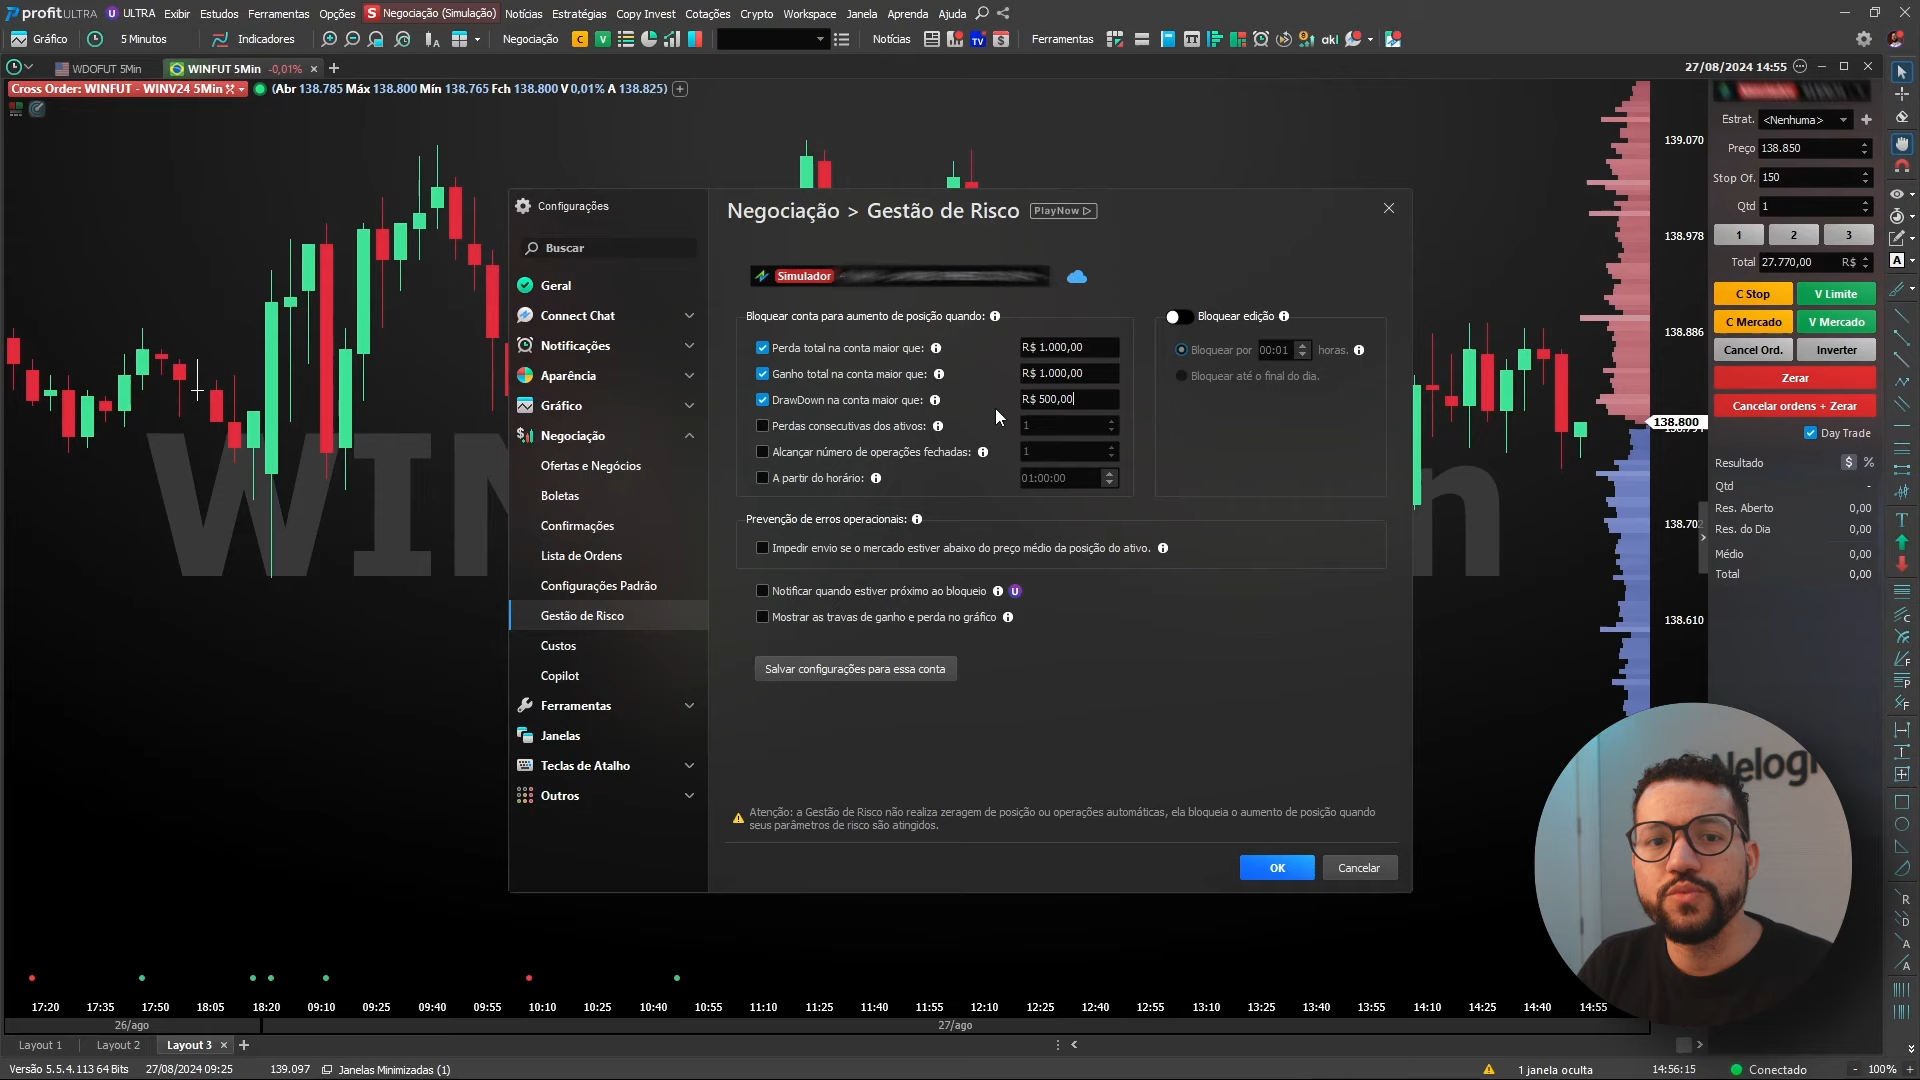 profitULTRA U ULTRA Exibir Estudos Ferramentas Opções S Negociação (Simulação) Notícias Estratégias Copy Invest Cotações Crypto Workspace Janela Aprenda Ajuda
Gráfico 5 Minutos Indicadores Negociação C V Notícias TV $ Ferramentas akl
WDOFUT 5Min WINFUT 5Min -0,01% × + 27/08/2024 14:55
Cross Order: WINFUT - WINV24 5Min (Abr 138.785 Máx 138.800 Mín 138.765 Fch 138.800 V 0,01% A 138.825)
Configurações
Buscar
Geral
Connect Chat
Notificações
Aparência
Gráfico
Negociação
Ofertas e Negócios
Boletas
Confirmações
Lista de Ordens
Configurações Padrão
Gestão de Risco
Custos
Copilot
Ferramentas
Janelas
Teclas de Atalho
Outros
Negociação > Gestão de Risco PlayNow
Simulador
Bloquear conta para aumento de posição quando:
Perda total na conta maior que: R$ 1.000,00
Ganho total na conta maior que: R$ 1.000,00
DrawDown na conta maior que: R$ 500,00
Perdas consecutivas dos ativos: 1
Alcançar número de operações fechadas: 1
A partir do horário: 01:00:00
Bloquear edição
Bloquear por 00:01 horas.
Bloquear até o final do dia.
Prevenção de erros operacionais:
Impedir envio se o mercado estiver abaixo do preço médio da posição do ativo.
Notificar quando estiver próximo ao bloqueio U
Mostrar as travas de ganho e perda no gráfico
Salvar configurações para essa conta
Atenção: a Gestão de Risco não realiza zeragem de posição ou operações automáticas, ela bloqueia o aumento de posição quando
seus parâmetros de risco são atingidos.
OK Cancelar
139.070
138.978
138.886
138.800
138.702
138.610
Estrat. <Nenhuma>
Preço 138.850
Stop Of. 150
Qtd 1
1 2 3
Total 27.770,00 R$
C Stop V Limite
C Mercado V Mercado
Cancel Ord. Inverter
Zerar
Cancelar ordens + Zerar
Day Trade
Resultado $ %
Qtd -
Res. Aberto 0,00
Res. do Dia 0,00
Médio 0,00
Total 0,00
WIN
n
17:20 17:35 17:50 18:05 18:20 09:10 09:25 09:40 09:55 10:10 10:25 10:40 10:55 11:10 11:25 11:40 11:55 12:10 12:25 12:40 12:55 13:10 13:25 13:40 13:55 14:10 14:25 14:40 14:55
26/ago 27/ago
Layout 1 Layout 2 Layout 3 × +
Versão 5.5.4.113 64 Bits 27/08/2024 09:25 139.097 Janelas Minimizadas (1) 1 janela oculta 14:56:15 Conectado - 100% +